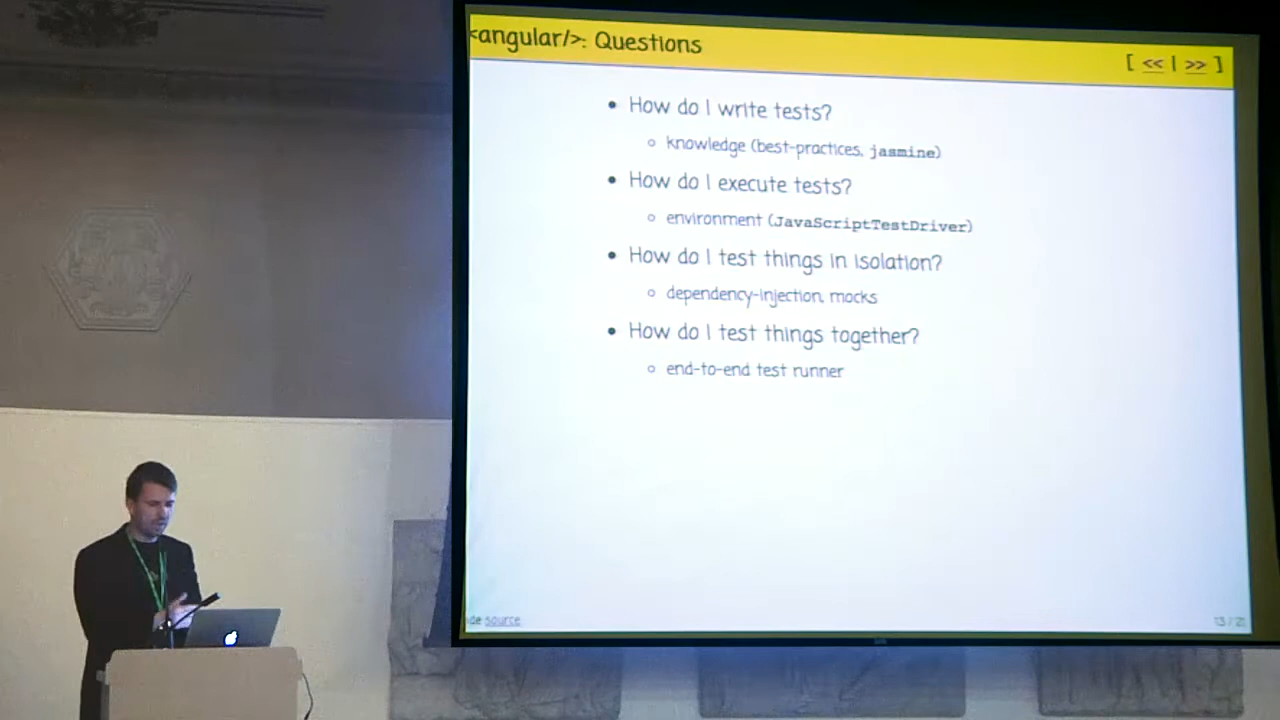 <angular/>: Questions
[ << | >> ]
How do I write tests?
knowledge (best-practices, jasmine)
How do I execute tests?
environment (JavaScriptTestDriver)
How do I test things in isolation?
dependency-injection, mocks
How do I test things together?
end-to-end test runner
de source
13 / 21